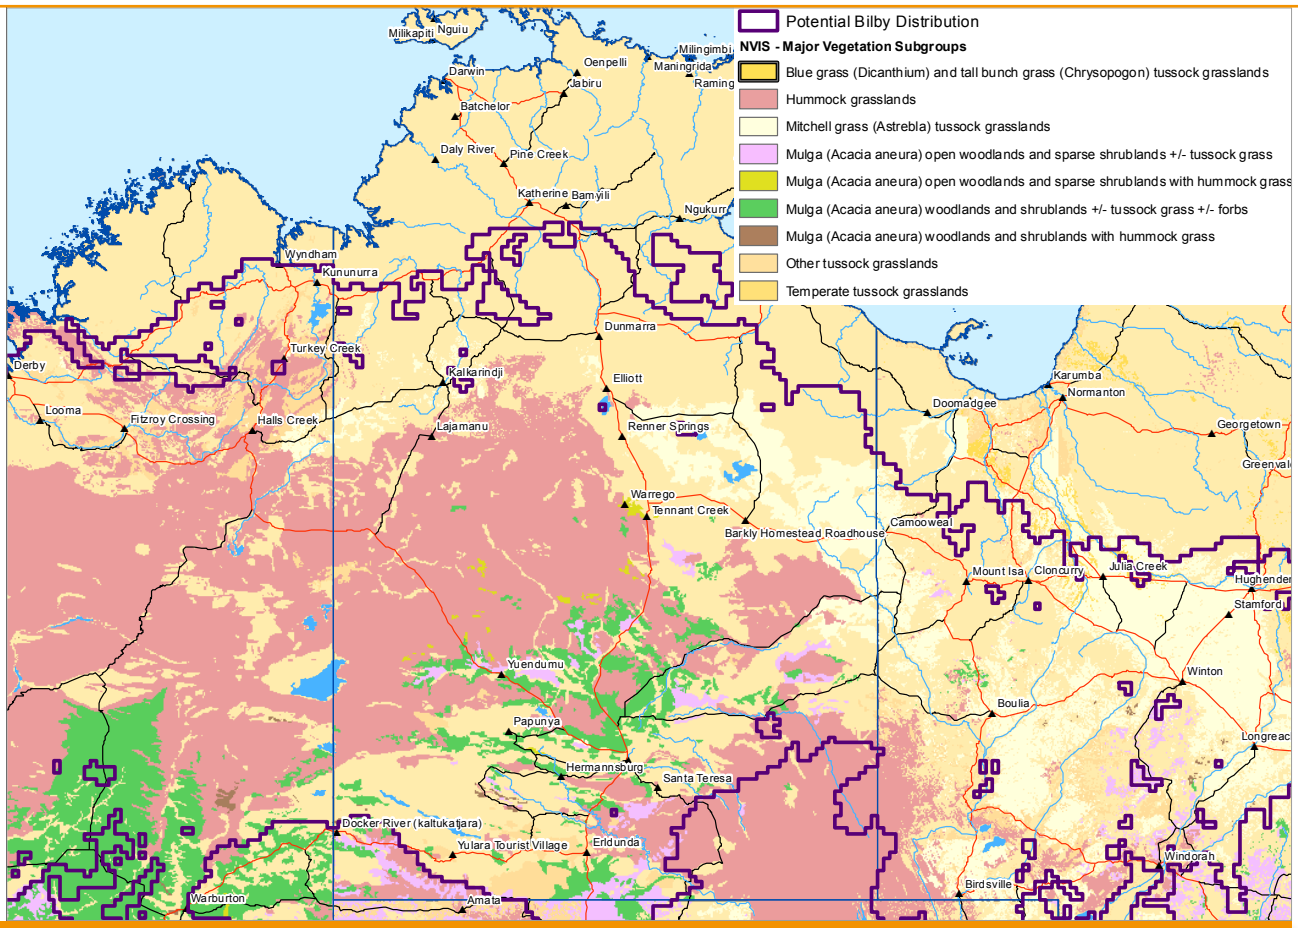 Potential Bilby Distribution
NVIS - Major Vegetation Subgroups
Blue grass (Dicanthium) and tall bunch grass (Chrysopogon) tussock grasslands
Hummock grasslands
Mitchell grass (Astrebla) tussock grasslands
Mulga (Acacia aneura) open woodlands and sparse shrublands +/- tussock grass
Mulga (Acacia aneura) open woodlands and sparse shrublands with hummock grass
Mulga (Acacia aneura) woodlands and shrublands +/- tussock grass +/- forbs
Mulga (Acacia aneura) woodlands and shrublands with hummock grass
Other tussock grasslands
Temperate tussock grasslands
Milikapiti
Nguiu
Milingimbi
Oenpelli
Maningrida
Darwin
Jabiru
Raming
Batchelor
Daly River
Pine Creek
Katherine
Bamyili
Ngukurr
Wyndham
Kununurra
Dunmarra
Turkey Creek
Derby
Kalkarindji
Elliott
Karumba
Normanton
Doomadgee
Looma
Fitzroy Crossing
Halls Creek
Lajamanu
Renner Springs
Georgetown
Greenval
Warrego
Tennant Creek
Camooweal
Barkly Homestead Roadhouse
Mount Isa
Cloncurry
Julia Creek
Hughenden
Stamford
Yuendumu
Winton
Boulia
Papunya
Longreac
Hermannsburg
Santa Teresa
Docker River (kaltukatjara)
Yulara Tourist Village
Erldunda
Windorah
Warburton
Amata
Birdsville